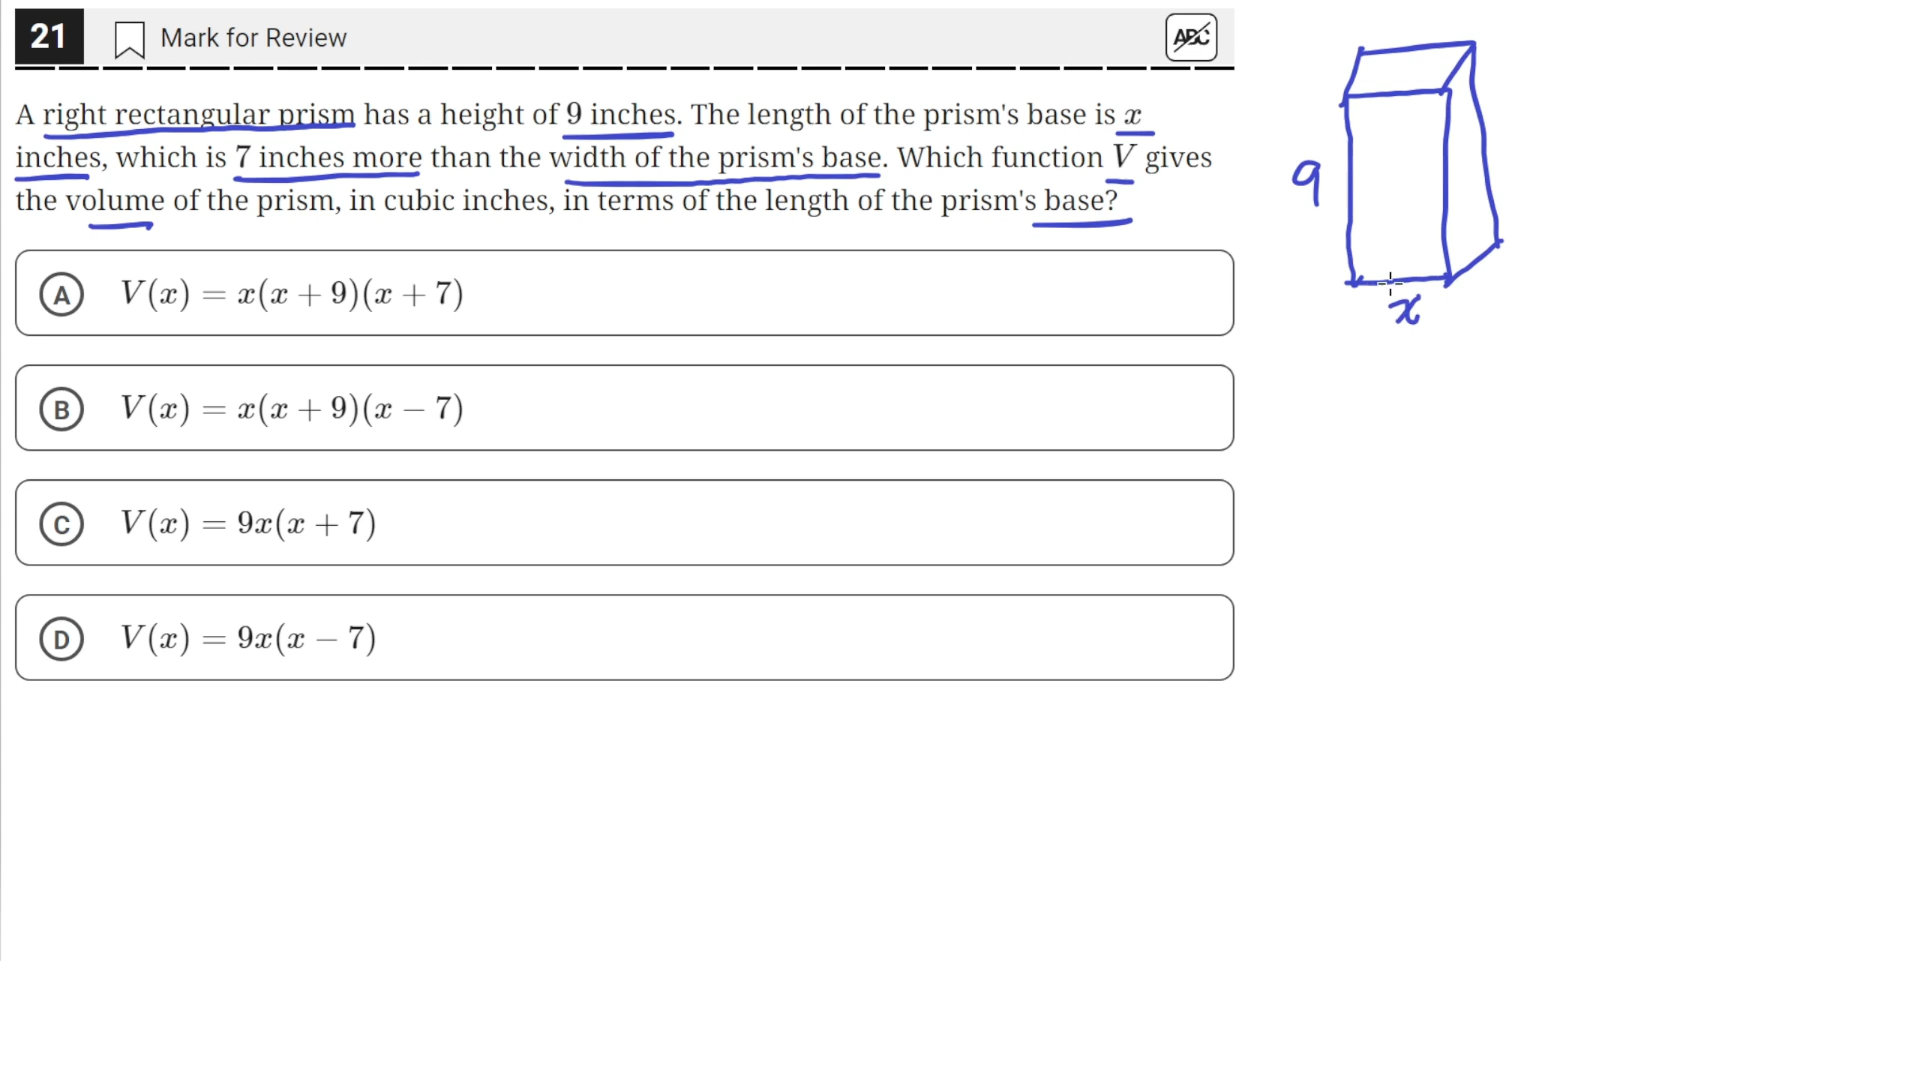 21 Mark for Review ABC
A right rectangular prism has a height of 9 inches. The length of the prism's base is x
inches, which is 7 inches more than the width of the prism's base. Which function V gives
the volume of the prism, in cubic inches, in terms of the length of the prism's base?
A V(x) = x(x + 9)(x + 7)
B V(x) = x(x + 9)(x − 7)
C V(x) = 9x(x + 7)
D V(x) = 9x(x − 7)
9
x